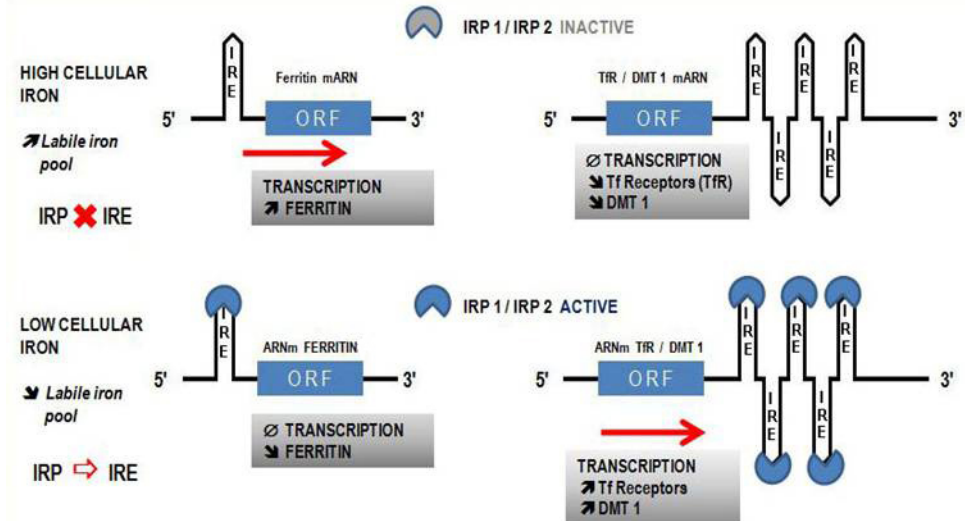 IRP 1 / IRP 2 INACTIVE
HIGH CELLULAR
IRON
↗ Labile iron
pool
IRP ✖ IRE
Ferritin mARN
5'
IRE
ORF
3'
TRANSCRIPTION
↗ FERRITIN
TfR / DMT 1 mARN
5'
ORF
IRE
IRE
IRE
IRE
IRE
3'
∅ TRANSCRIPTION
↘ Tf Receptors (TfR)
↘ DMT 1
IRP 1 / IRP 2 ACTIVE
LOW CELLULAR
IRON
↘ Labile iron
pool
IRP ⇨ IRE
ARNm FERRITIN
5'
IRE
ORF
3'
∅ TRANSCRIPTION
↘ FERRITIN
ARNm TfR / DMT 1
5'
ORF
IRE
IRE
IRE
IRE
IRE
3'
TRANSCRIPTION
↗ Tf Receptors
↗ DMT 1